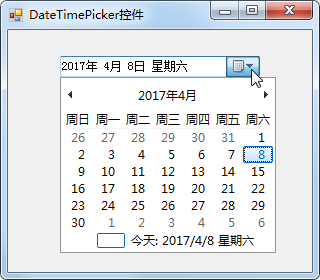 DateTimePicker控件
2017年 4月 8日 星期六
2017年4月
周日 周一 周二 周三 周四 周五 周六
26 27 28 29 30 31 1
2 3 4 5 6 7 8
9 10 11 12 13 14 15
16 17 18 19 20 21 22
23 24 25 26 27 28 29
30 1 2 3 4 5 6
今天: 2017/4/8 星期六